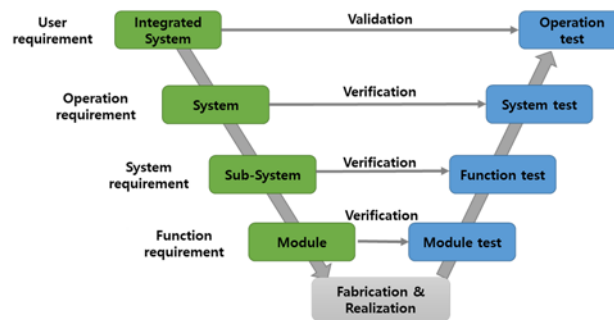 User
requirement
Integrated
System
Validation
Operation
test
Operation
requirement
System
Verification
System test
System
requirement
Sub-System
Verification
Function test
Function
requirement
Module
Verification
Module test
Fabrication &
Realization